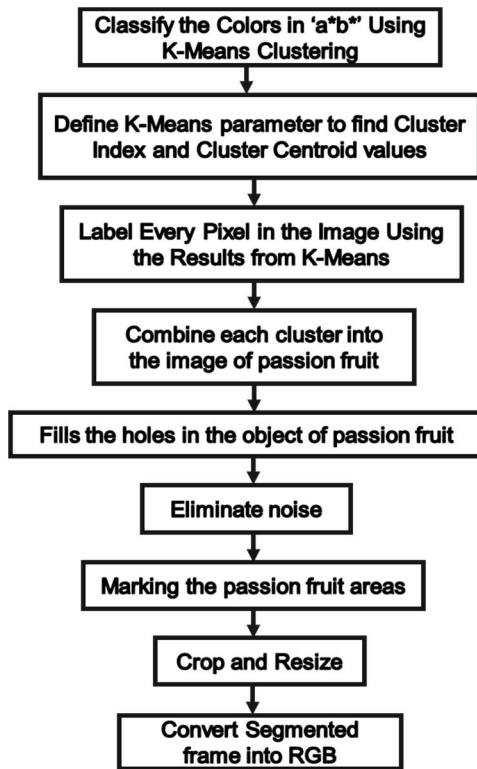 Classify the Colors in ‘a*b*’ Using
K-Means Clustering
Define K-Means parameter to find Cluster
Index and Cluster Centroid values
Label Every Pixel in the Image Using
the Results from K-Means
Combine each cluster into
the image of passion fruit
Fills the holes in the object of passion fruit
Eliminate noise
Marking the passion fruit areas
Crop and Resize
Convert Segmented
frame into RGB